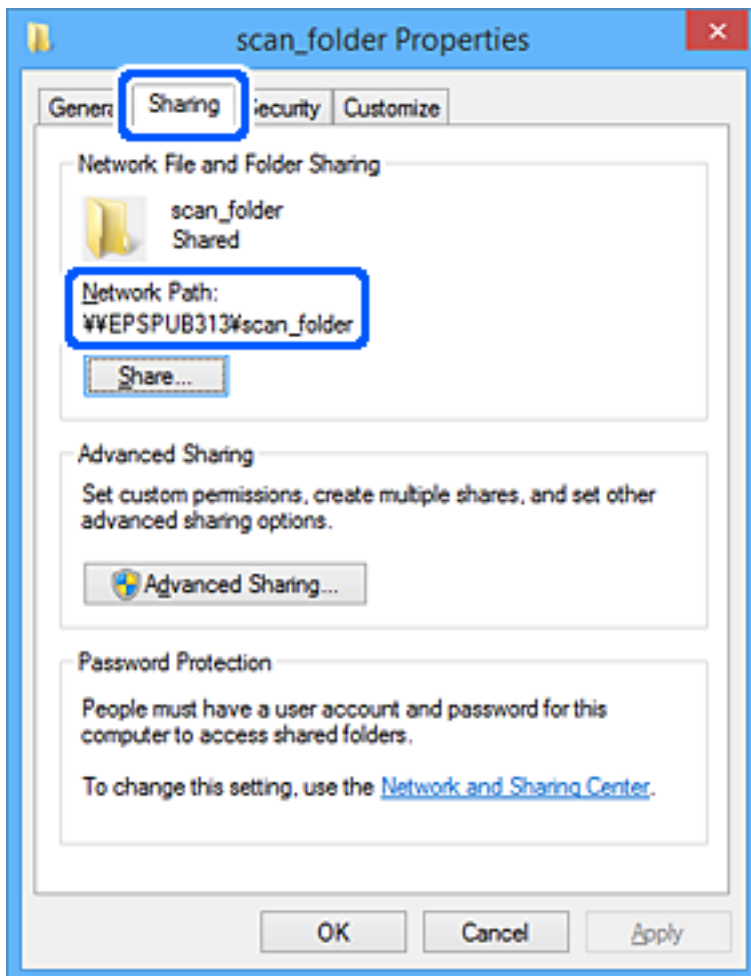 scan_folder Properties
General Sharing Security Customize
Network File and Folder Sharing
scan_folder
Shared
Network Path:
¥¥EPSPUB313¥scan_folder
Share...
Advanced Sharing
Set custom permissions, create multiple shares, and set other
advanced sharing options.
Advanced Sharing...
Password Protection
People must have a user account and password for this
computer to access shared folders.
To change this setting, use the Network and Sharing Center.
OK Cancel Apply